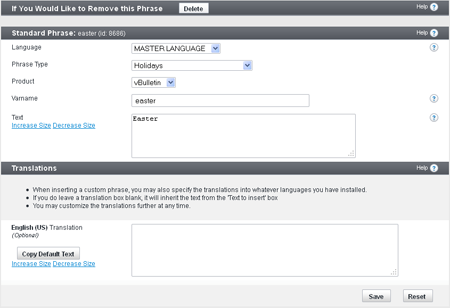 If You Would Like to Remove this Phrase Delete Help ?
Standard Phrase: easter (id: 8686) Help ?
Language MASTER LANGUAGE ?
Phrase Type Holidays
Product vBulletin
Varname easter ?
Text Easter ?
Increase Size Decrease Size
Translations Help ?
When inserting a custom phrase, you may also specify the translations into whatever languages you have installed.
If you do leave a translation box blank, it will inherit the text from the 'Text to insert' box
You may customize the translations further at any time.
English (US) Translation
(Optional)
Copy Default Text
Increase Size Decrease Size
Save Reset